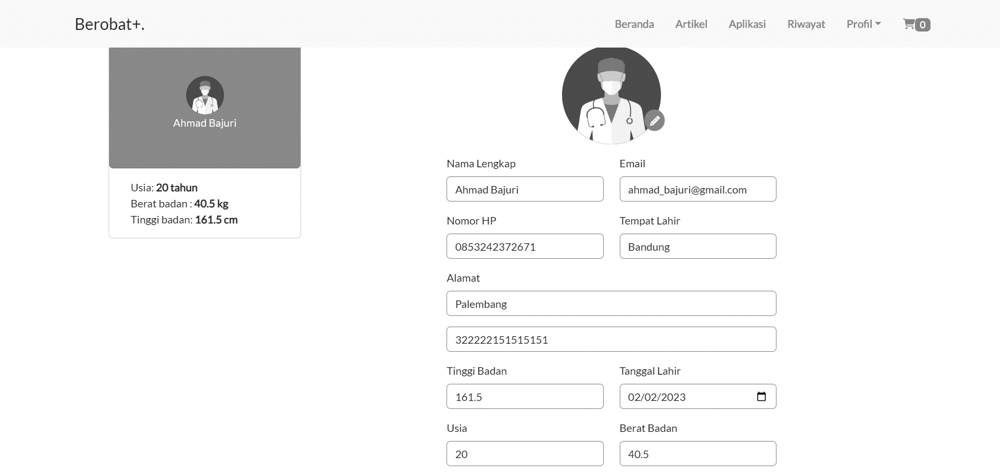 Berobat+.
Beranda Artikel Aplikasi Riwayat Profil 0
Ahmad Bajuri
Usia: 20 tahun
Berat badan : 40.5 kg
Tinggi badan: 161.5 cm
Nama Lengkap Email
Ahmad Bajuri ahmad_bajuri@gmail.com
Nomor HP Tempat Lahir
0853242372671 Bandung
Alamat
Palembang
322222151515151
Tinggi Badan Tanggal Lahir
161.5 02/02/2023
Usia Berat Badan
20 40.5